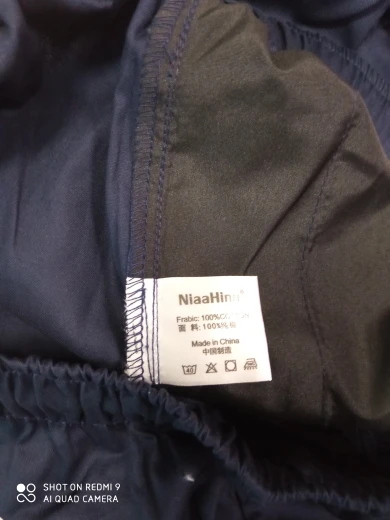 NiaaHinn®
Frabic: 100%
面 料: 100%纯棉
Made in China
中国制造
40
SHOT ON REDMI 9
AI QUAD CAMERA